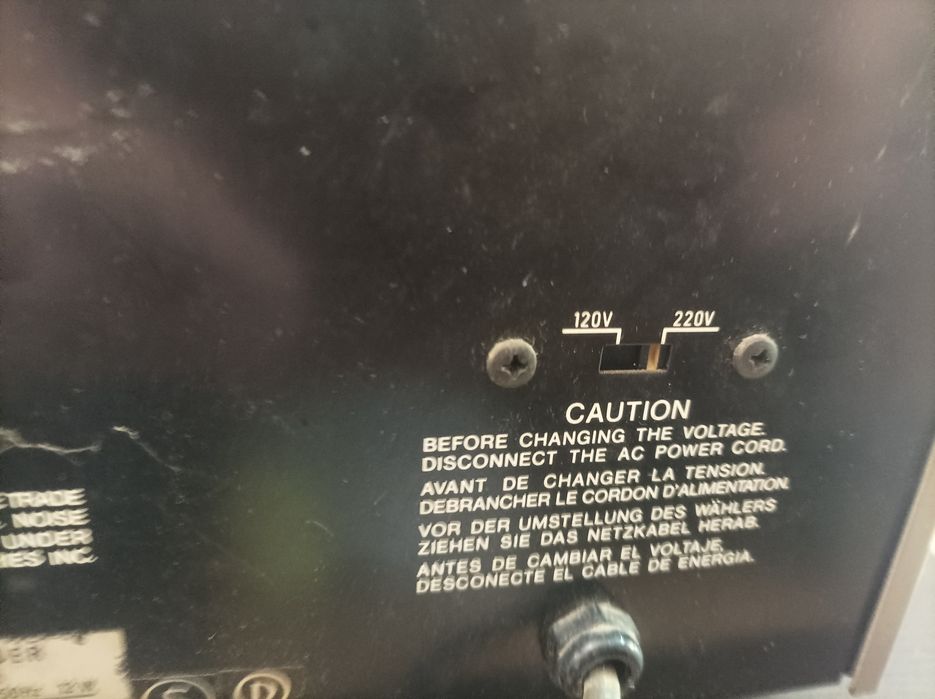 120V 220V
CAUTION
BEFORE CHANGING THE VOLTAGE.
DISCONNECT THE AC POWER CORD.
AVANT DE CHANGER LA TENSION.
DEBRANCHER LE CORDON D'ALIMENTATION.
VOR DER UMSTELLUNG DES WÄHLERS
ZIEHEN SIE DAS NETZKABEL HERAB.
ANTES DE CAMBIAR EL VOLTAJE.
DESCONECTE EL CABLE DE ENERGIA.
TRADE
NOISE
UNDER
INC.
12W
S D